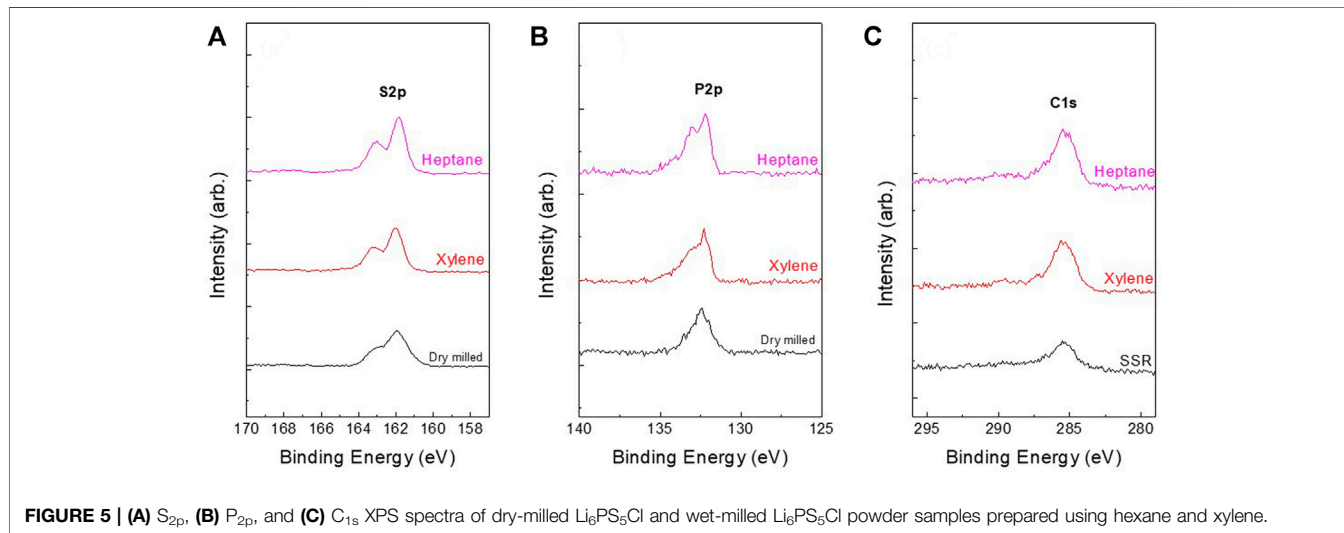 A
S2p
Heptane
Xylene
Dry milled
Intensity (arb.)
170 168 166 164 162 160 158
Binding Energy (eV)
B
P2p
Heptane
Xylene
Dry milled
Intensity (arb.)
140 135 130 125
Binding Energy (eV)
C
C1s
Heptane
Xylene
SSR
Intensity (arb.)
295 290 285 280
Binding Energy (eV)
FIGURE 5 | (A) S₂ₚ, (B) P₂ₚ, and (C) C₁ₛ XPS spectra of dry-milled Li₆PS₅Cl and wet-milled Li₆PS₅Cl powder samples prepared using hexane and xylene.